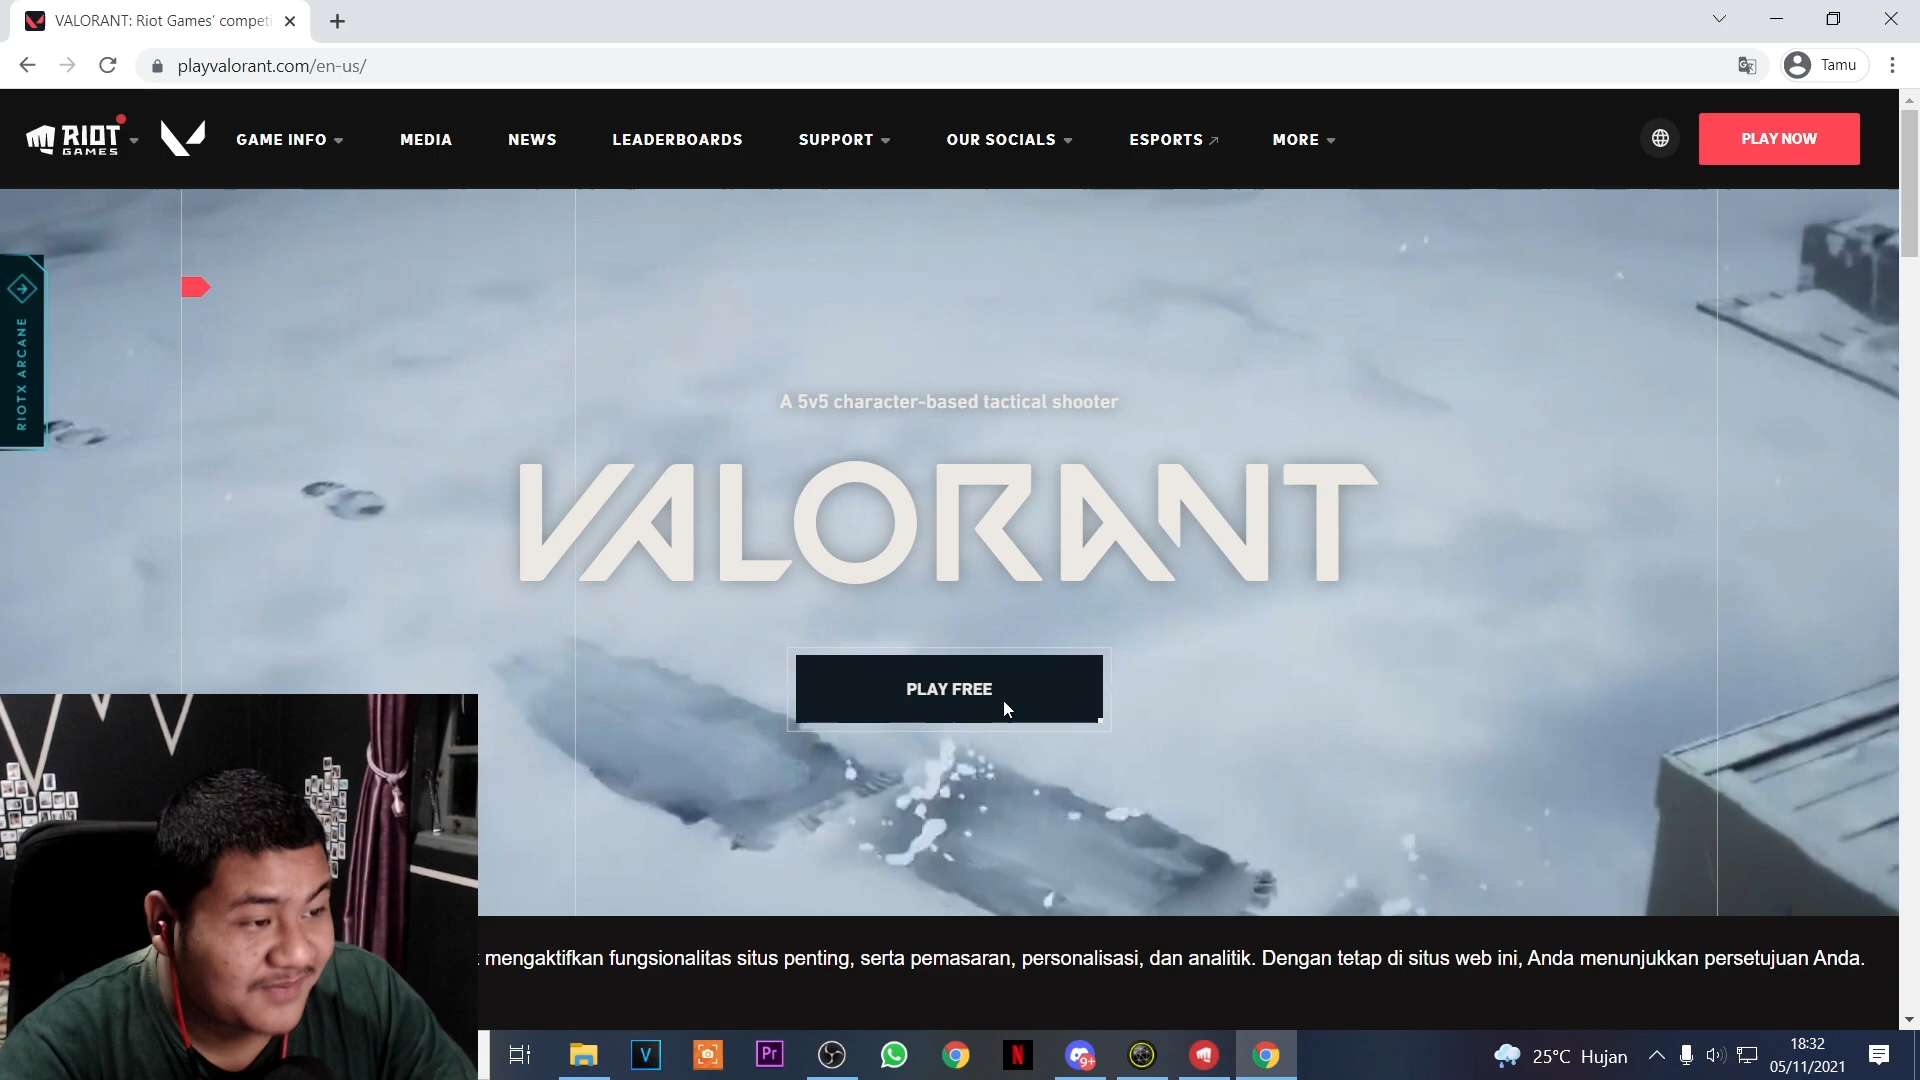 VALORANT: Riot Games' competi
playvalorant.com/en-us/
Tamu
RIOT GAMES
GAME INFO
MEDIA
NEWS
LEADERBOARDS
SUPPORT
OUR SOCIALS
ESPORTS
MORE
PLAY NOW
RIOTX ARCANE
A 5v5 character-based tactical shooter
VALORANT
PLAY FREE
mengaktifkan fungsionalitas situs penting, serta pemasaran, personalisasi, dan analitik. Dengan tetap di situs web ini, Anda menunjukkan persetujuan Anda.
V
Pr
N
9+
25°C Hujan
18:32
05/11/2021